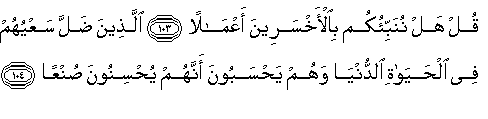 قُلْ هَلْ نُنَبِّئُكُم بِٱلْأَخْسَرِينَ أَعْمَـٰلًا ١٠٣ ٱلَّذِينَ ضَلَّ سَعْيُهُمْ
فِى ٱلْحَيَوٰةِ ٱلدُّنْيَا وَهُمْ يَحْسَبُونَ أَنَّهُمْ يُحْسِنُونَ صُنْعًا ١٠٤